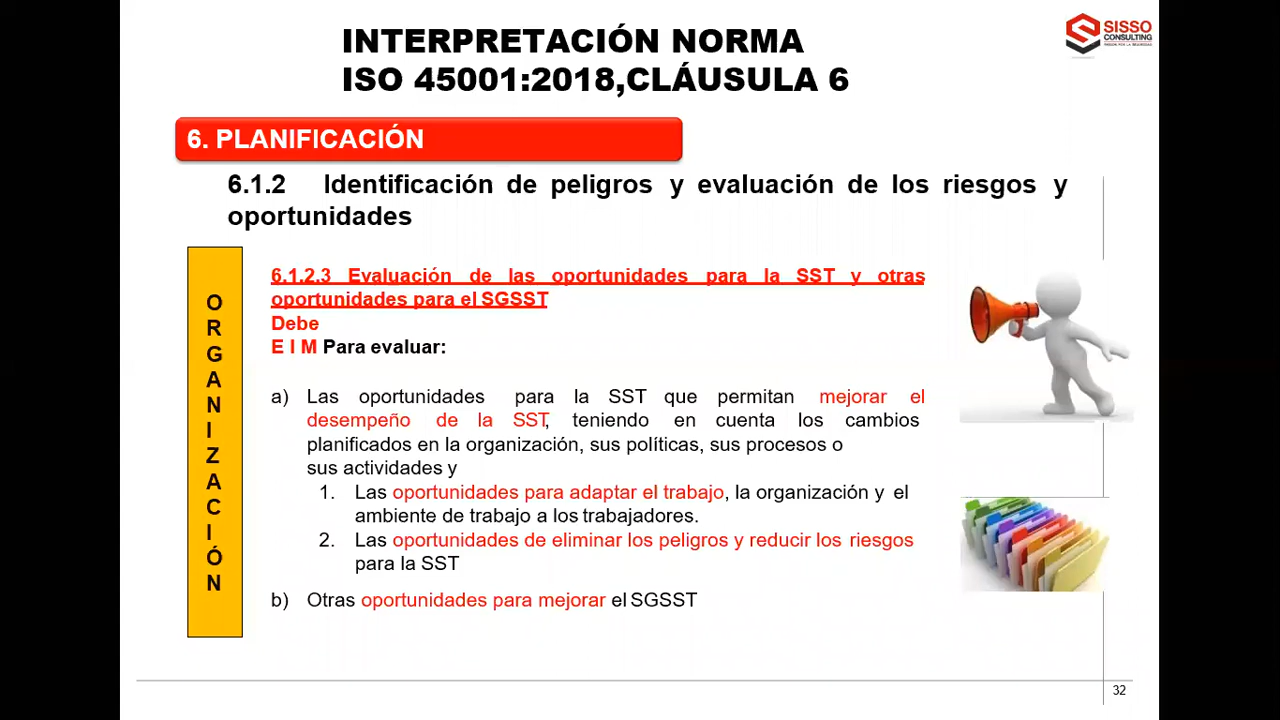 INTERPRETACIÓN NORMA
ISO 45001:2018,CLÁUSULA 6
SISSO
CONSULTING
6. PLANIFICACIÓN
6.1.2 Identificación de peligros y evaluación de los riesgos y
oportunidades
ORGANIZACIÓN
6.1.2.3 Evaluación de las oportunidades para la SST y otras
oportunidades para el SGSST
Debe
E I M Para evaluar:
a) Las oportunidades para la SST que permitan mejorar el
desempeño de la SST, teniendo en cuenta los cambios
planificados en la organización, sus políticas, sus procesos o
sus actividades y
1. Las oportunidades para adaptar el trabajo, la organización y el
ambiente de trabajo a los trabajadores.
2. Las oportunidades de eliminar los peligros y reducir los riesgos
para la SST
b) Otras oportunidades para mejorar el SGSST
32